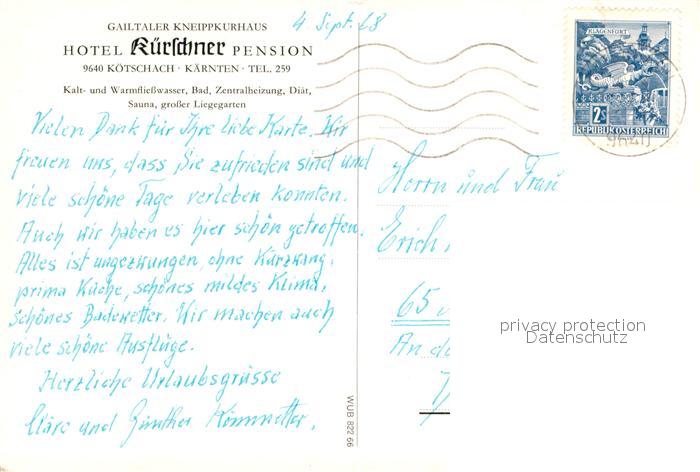 GAILTALER KNEIPPKURHAUS
HOTEL Kürschner PENSION
9640 KÖTSCHACH · KÄRNTEN · TEL. 259
Kalt- und Warmfließwasser, Bad, Zentralheizung, Diät,
Sauna, großer Liegegarten
4 Sept. 68
KLAGENFURT
2S
REPUBLIK ÖSTERREICH
Vielen Dank für Ihre liebe Karte. Wir
freuen uns, dass Sie zufrieden sind und
viele schöne Tage verleben konnten.
Auch wir haben es hier schön getroffen.
Alles ist ungezwungen, ohne Kurzwang,
prima Küche, schönes mildes Klima,
schönes Badewetter. Wir machen auch
viele schöne Ausflüge.
Herzliche Urlaubsgrüsse
Kläre und Günther
Herrn und Frau
Erich
65
An d
WUB 822 66
privacy protection
Datenschutz